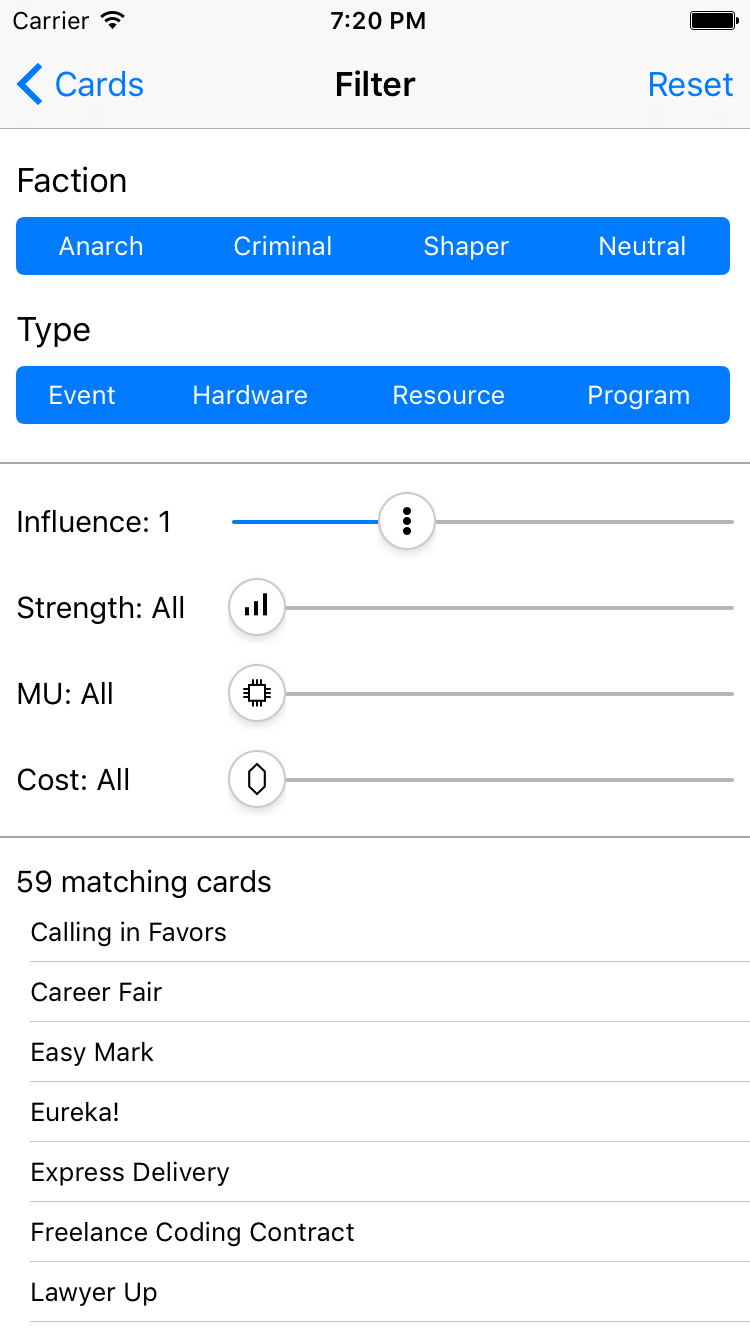 Carrier 7:20 PM
Cards Filter Reset
Faction
Anarch Criminal Shaper Neutral
Type
Event Hardware Resource Program
Influence: 1
Strength: All
MU: All
Cost: All
59 matching cards
Calling in Favors
Career Fair
Easy Mark
Eureka!
Express Delivery
Freelance Coding Contract
Lawyer Up